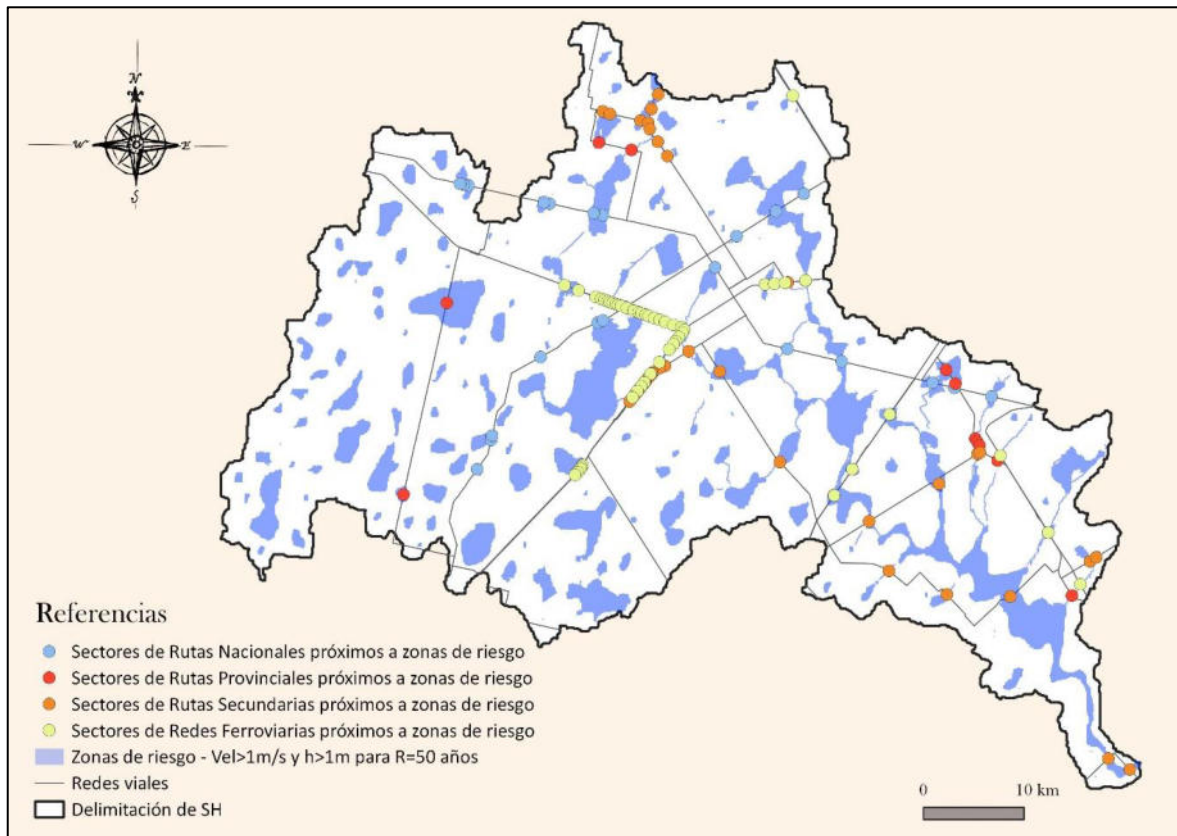 N
W E
S
Referencias
Sectores de Rutas Nacionales próximos a zonas de riesgo
Sectores de Rutas Provinciales próximos a zonas de riesgo
Sectores de Rutas Secundarias próximos a zonas de riesgo
Sectores de Redes Ferroviarias próximos a zonas de riesgo
Zonas de riesgo - Vel>1m/s y h>1m para R=50 años
Redes viales
Delimitación de SH
0 10 km